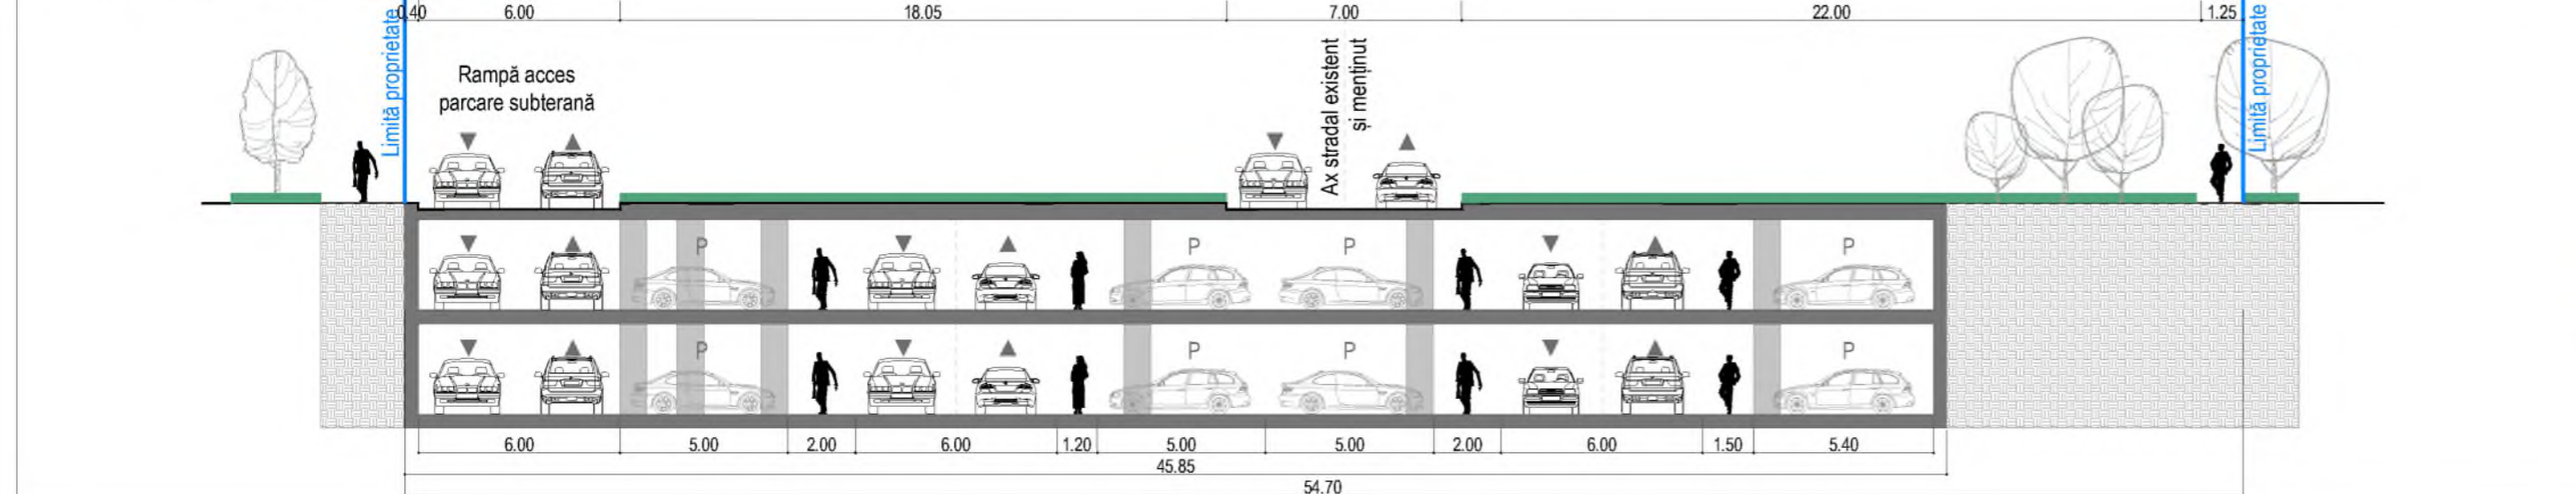 0.40 6.00 18.05 7.00 22.00 1.25
Limită proprietate
Rampă acces
parcare subterană
Ax stradal existent
și menținut
Limită proprietate
P P P P
P P P P
6.00 5.00 2.00 6.00 1.20 5.00 5.00 2.00 6.00 1.50 5.40
45.85
54.70